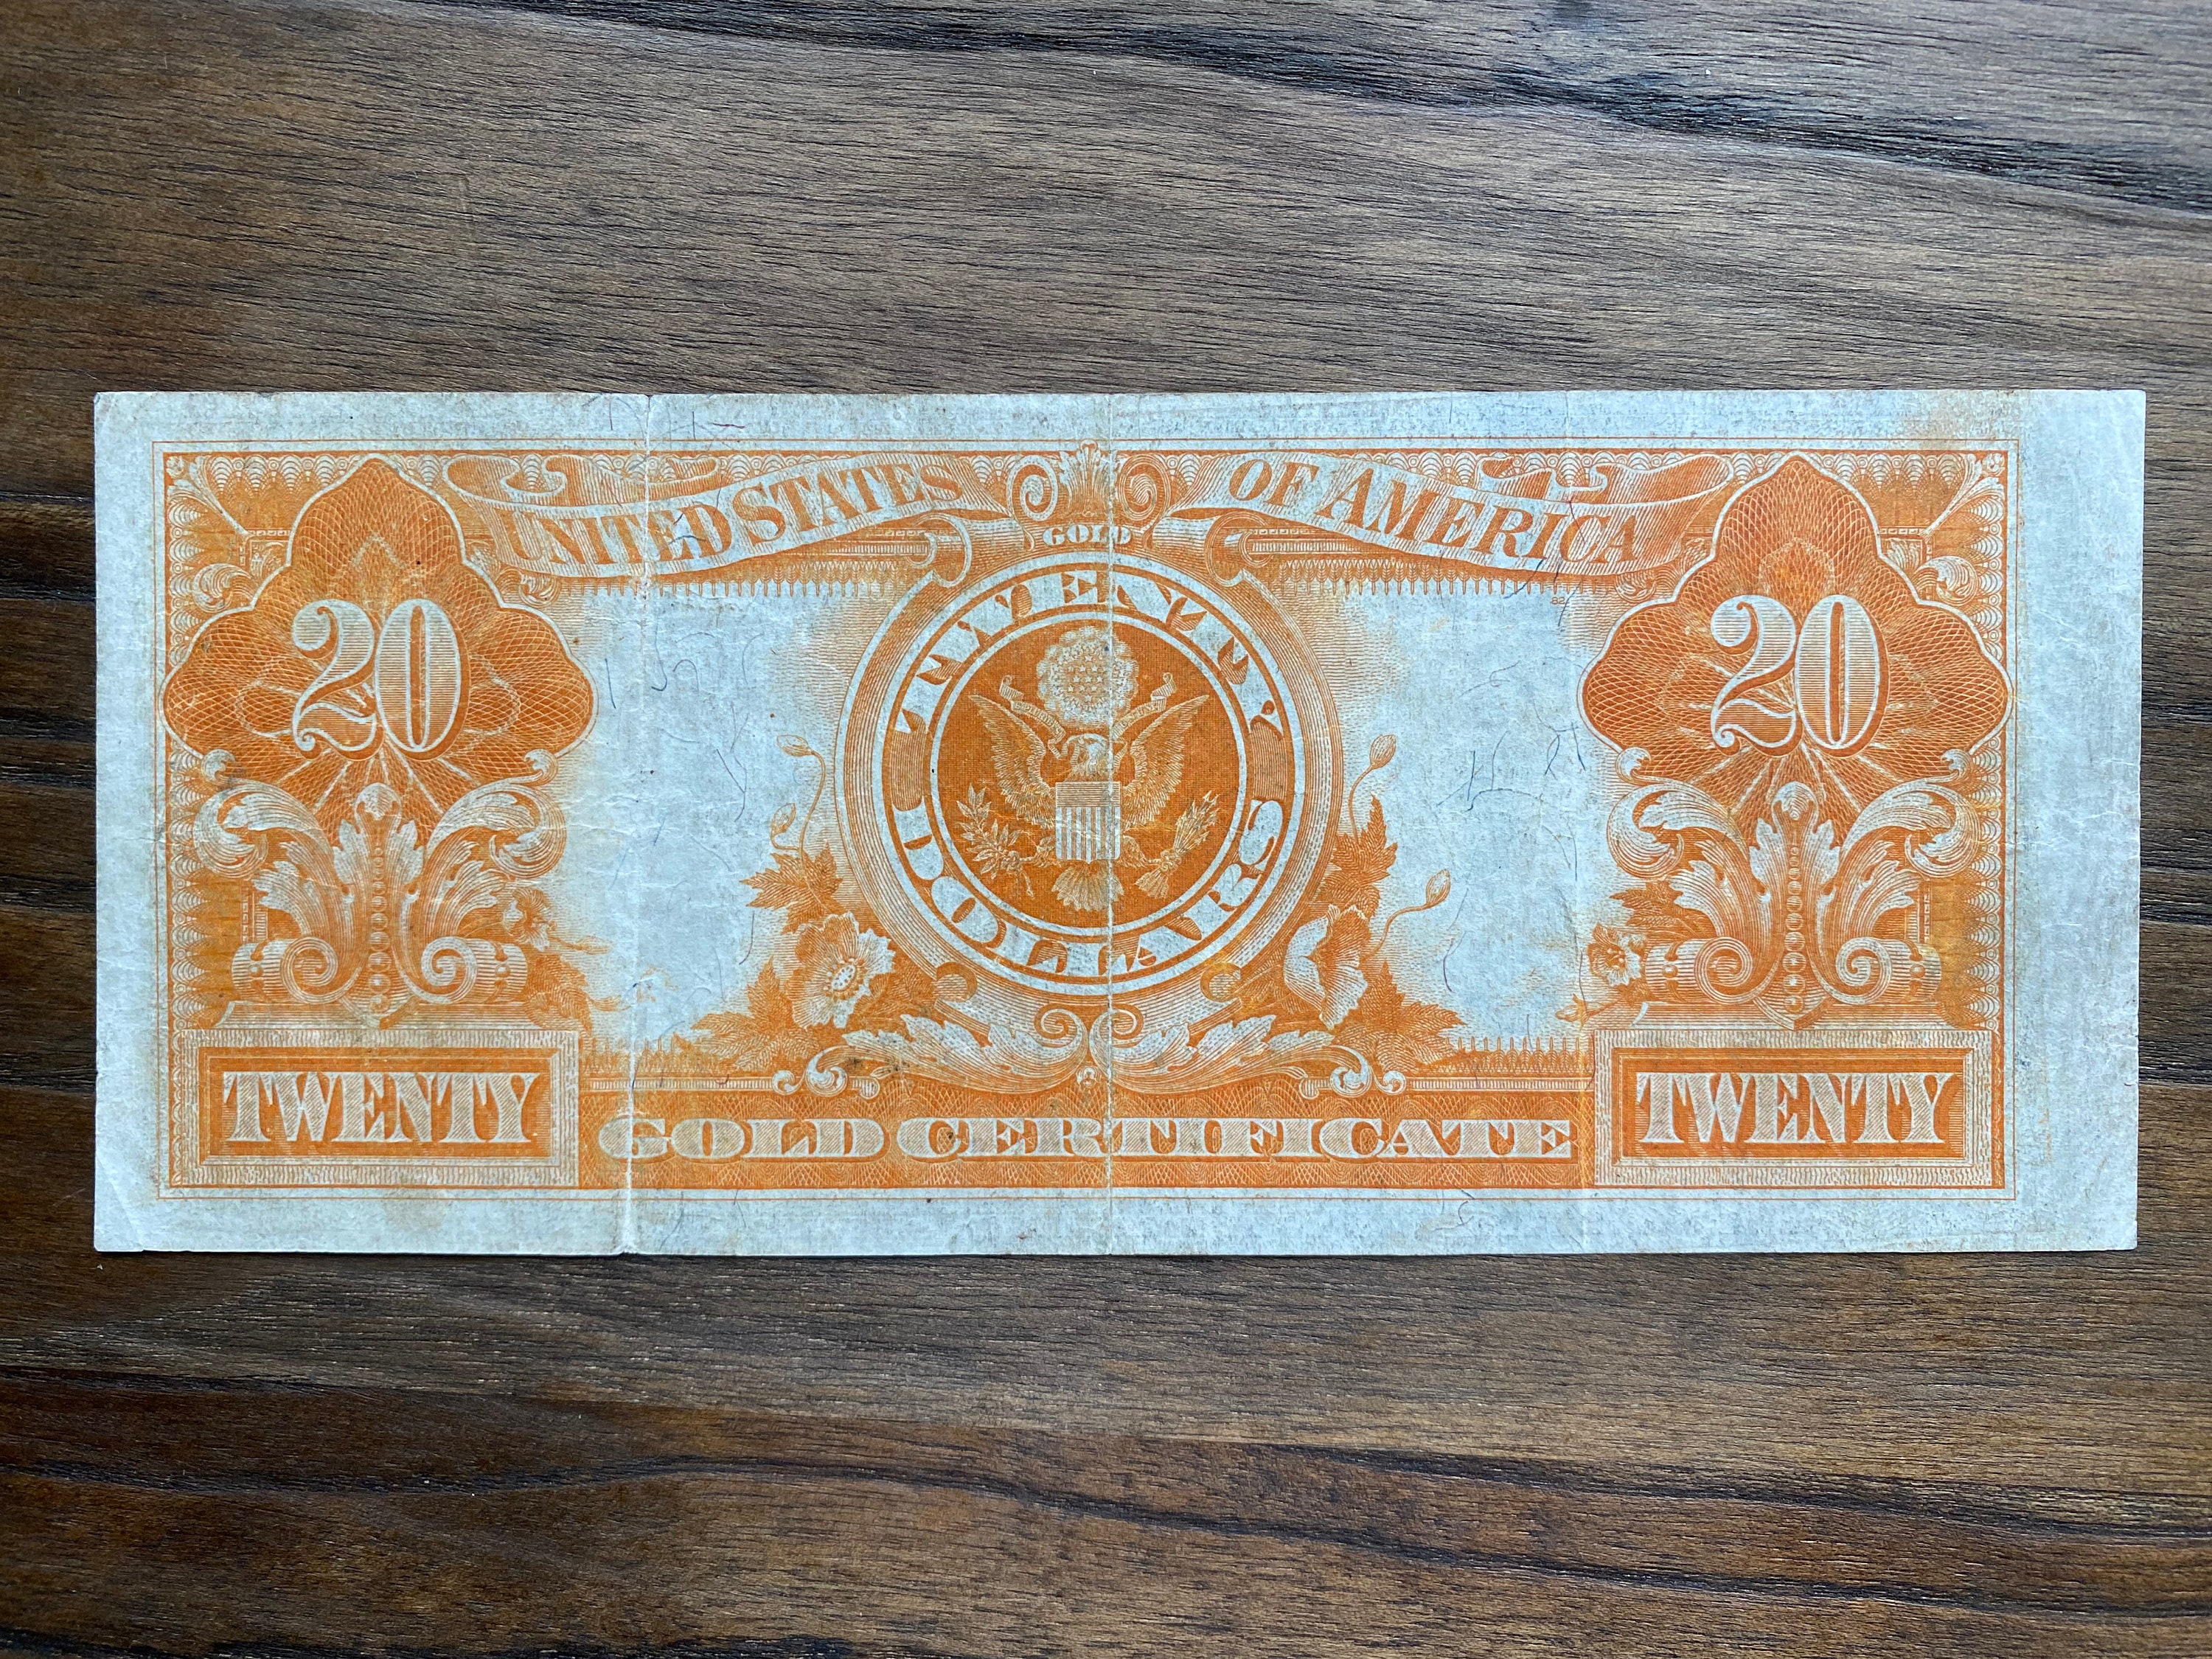 UNITED STATES OF AMERICA
GOLD
20
TWENTY DOLLARS
20
TWENTY
GOLD CERTIFICATE
TWENTY